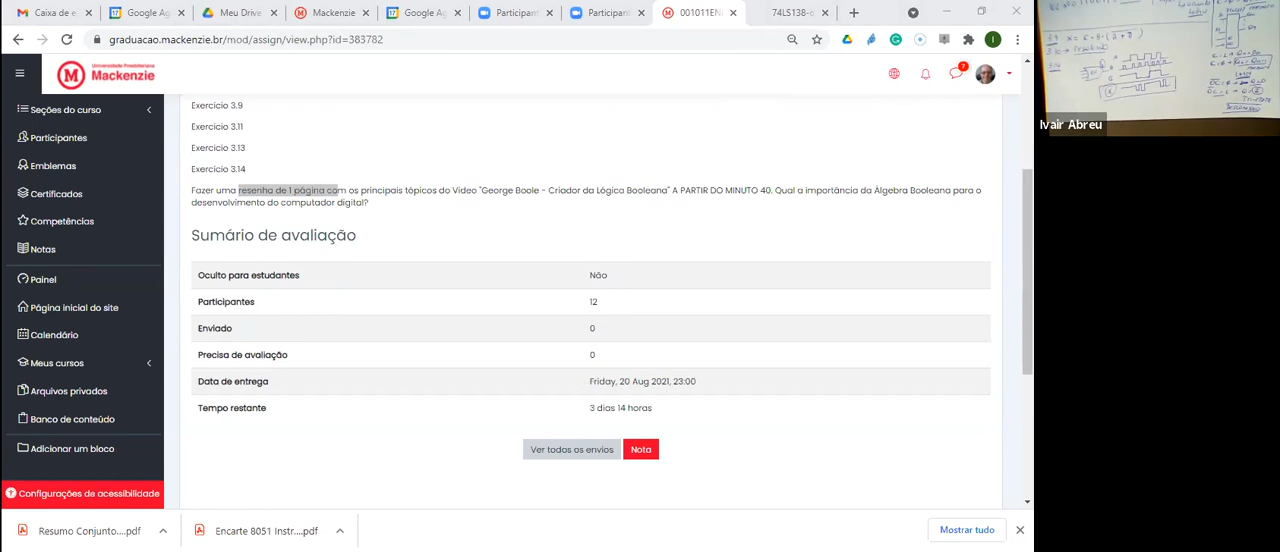 Caixa de e
Google Ag
Meu Drive
Mackenzie
Google Ag
Participant
Participant
001011EN
74LS138-
graduacao.mackenzie.br/mod/assign/view.php?id=383782
Universidade Presbiteriana
Mackenzie
7
Seções do curso
Participantes
Emblemas
Certificados
Competências
Notas
Painel
Página inicial do site
Calendário
Meus cursos
Arquivos privados
Banco de conteúdo
Adicionar um bloco
Configurações de acessibilidade
Exercício 3.9
Exercício 3.11
Exercício 3.13
Exercício 3.14
Fazer uma resenha de 1 página com os principais tópicos do Video "George Boole - Criador da Lógica Booleana" A PARTIR DO MINUTO 40. Qual a importância da Álgebra Booleana para o
desenvolvimento do computador digital?
Sumário de avaliação
Oculto para estudantes Não
Participantes 12
Enviado 0
Precisa de avaliação 0
Data de entrega Friday, 20 Aug 2021, 23:00
Tempo restante 3 dias 14 horas
Ver todos os envios Nota
Resumo Conjunto....pdf
Encarte 8051 Instr....pdf
Mostrar tudo
Ivair Abreu